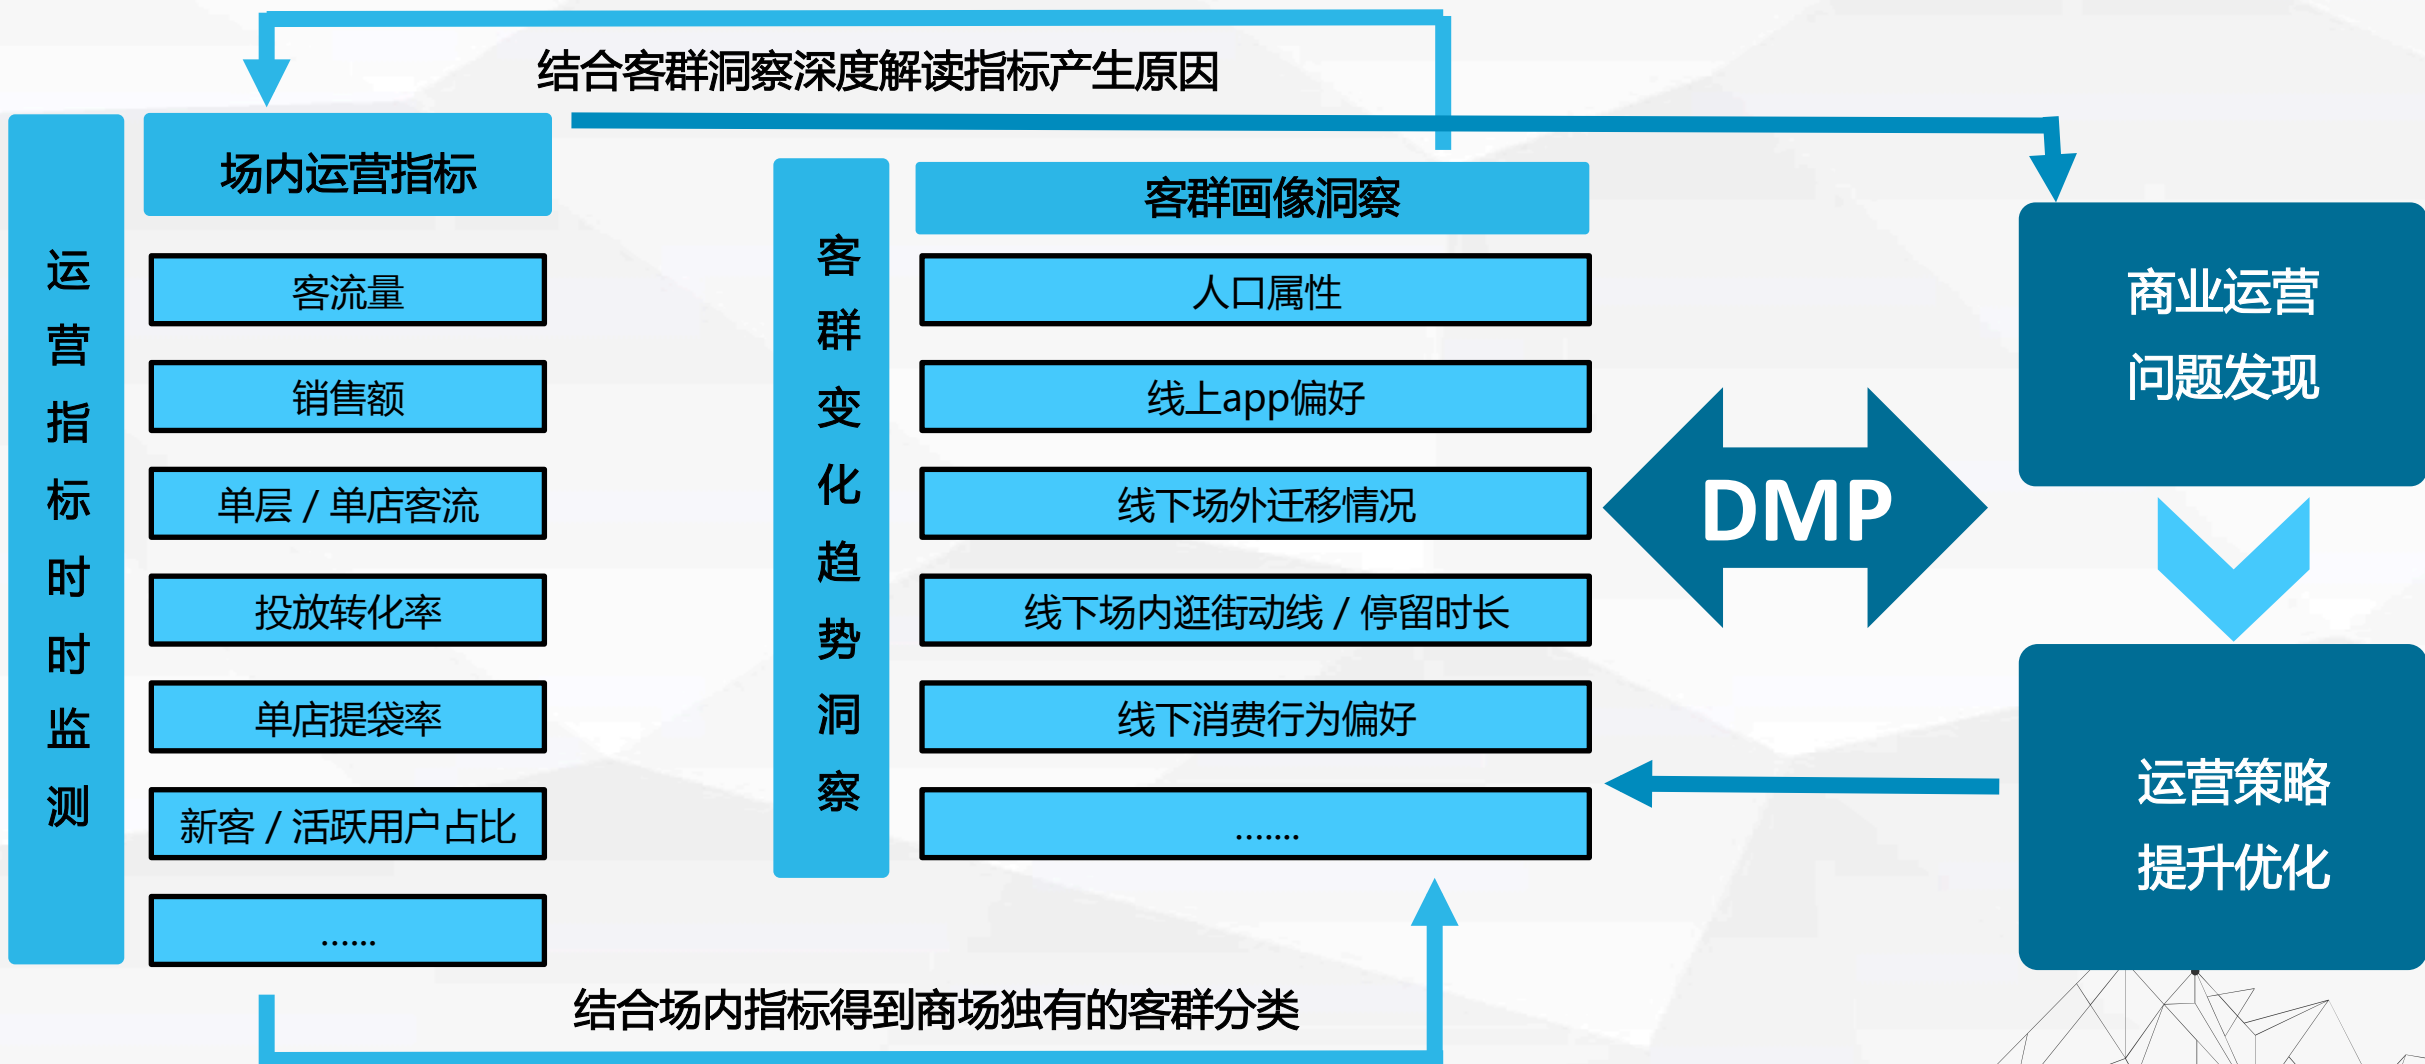 结合客群洞察深度解读指标产生原因
运营指标时时监测
场内运营指标
客流量
销售额
单层 / 单店客流
投放转化率
单店提袋率
新客 / 活跃用户占比
......
客群变化趋势洞察
客群画像洞察
人口属性
线上app偏好
线下场外迁移情况
线下场内逛街动线 / 停留时长
线下消费行为偏好
.......
DMP
商业运营
问题发现
运营策略
提升优化
结合场内指标得到商场独有的客群分类